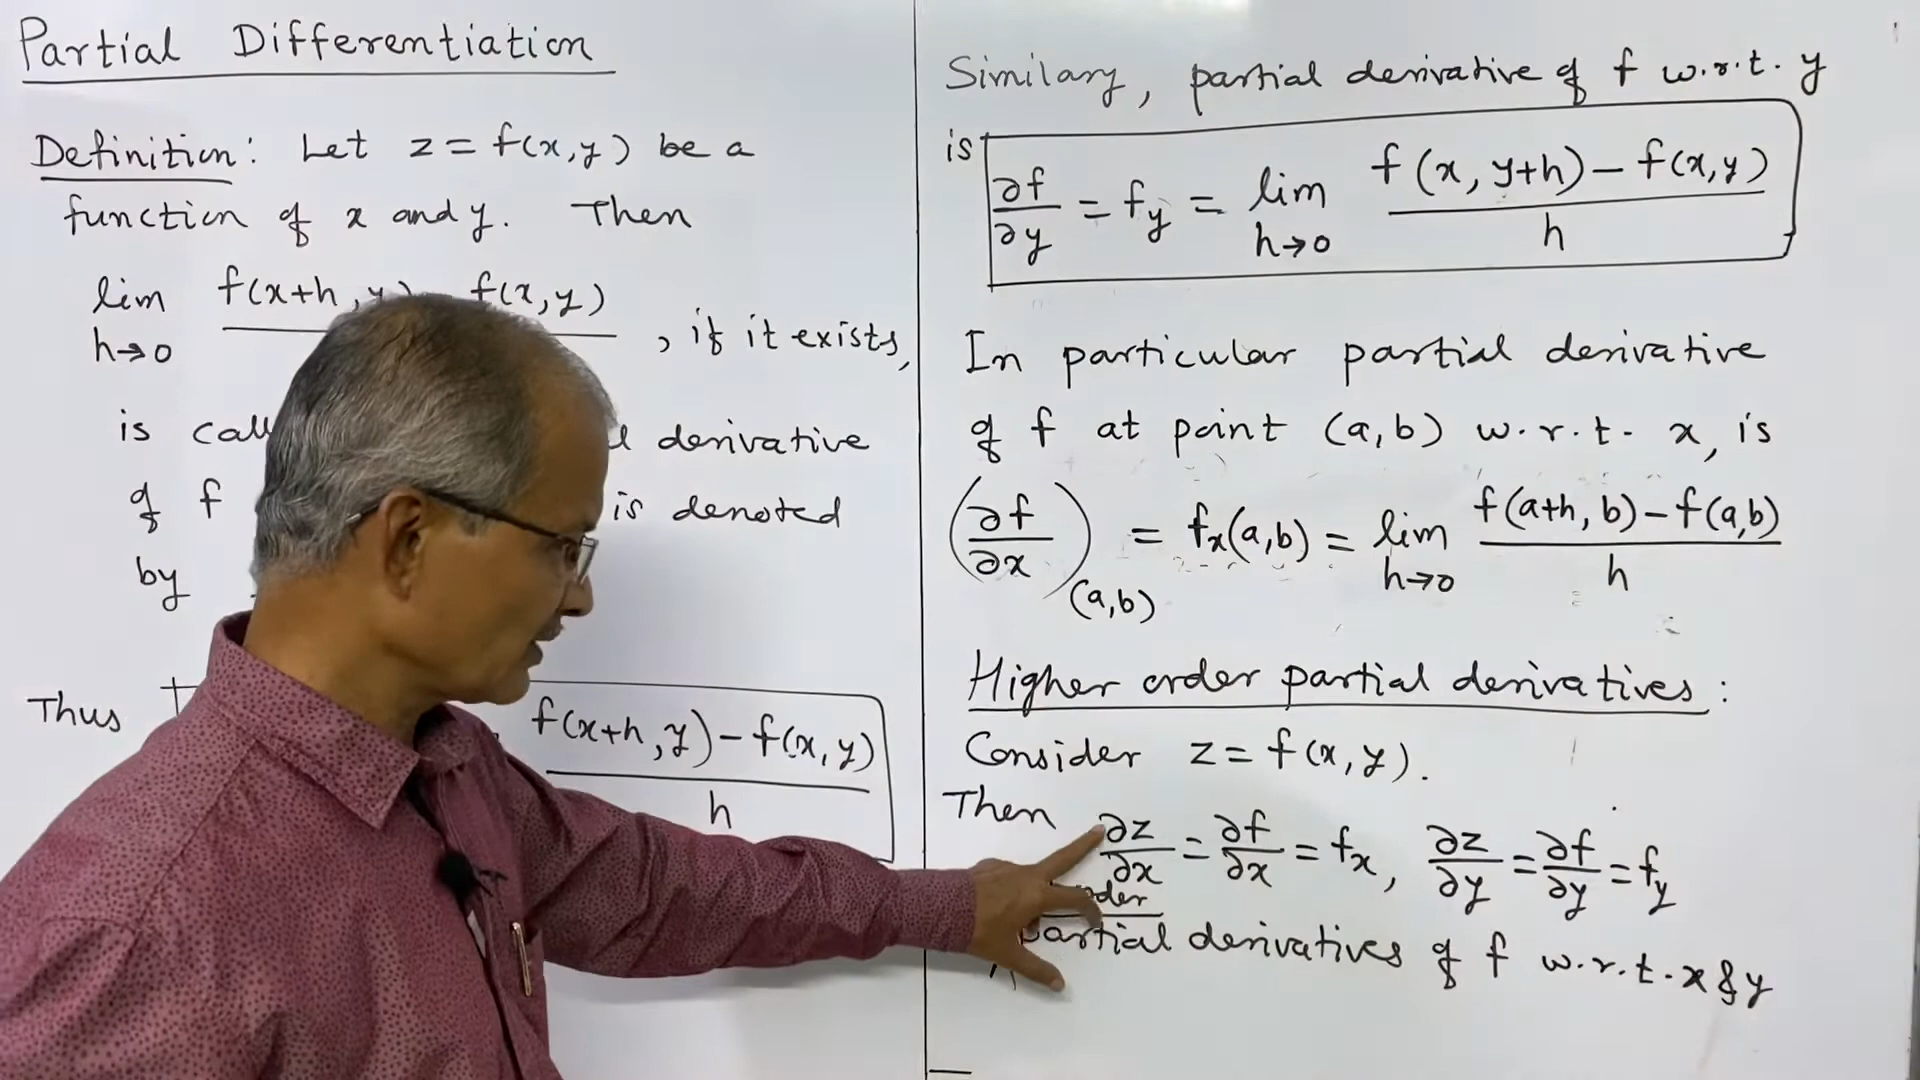 Partial Differentiation
Definition: Let z = f(x,y) be a
function of x and y. Then
lim h→0 f(x+h, y) f(x,y) , if it exists,
is derivative
of f is denoted
by
Thus f(x+h, y) - f(x, y) / h
Similary, partial derivative of f w.r.t. y
is ∂f/∂y = f_y = lim h→0 (f(x, y+h) - f(x,y)) / h
In particular partial derivative
of f at point (a,b) w.r.t. x, is
(∂f/∂x)_(a,b) = f_x(a,b) = lim h→0 (f(a+h, b) - f(a,b)) / h
Higher order partial derivatives:
Consider z = f(x,y).
Then ∂z/∂x = ∂f/∂x = f_x, ∂z/∂y = ∂f/∂y = f_y
partial derivatives of f w.r.t. x & y